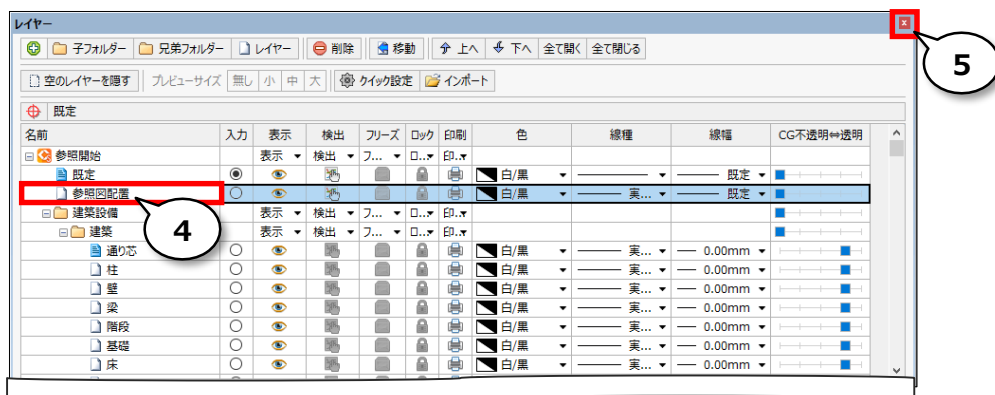 レイヤー
子フォルダー 兄弟フォルダー レイヤー 削除 移動 上へ 下へ 全て開く 全て閉じる
5
空のレイヤーを隠す プレビューサイズ 無し 小 中 大 クイック設定 インポート
既定
名前 入力 表示 検出 フリーズ ロック 印刷 色 線種 線幅 CG不透明⇔透明
参照開始 表示 検出 フ... ロ... 印...
既定 白/黒 既定
参照図配置 白/黒 実... 既定
建築設備 表示 検出 フ... ロ... 印...
4
建築 表示 検出 フ... ロ... 印...
通り芯 白/黒 実... 0.00mm
柱 白/黒 実... 0.00mm
壁 白/黒 実... 0.00mm
梁 白/黒 実... 0.00mm
階段 白/黒 実... 0.00mm
基礎 白/黒 実... 0.00mm
床 白/黒 実... 0.00mm